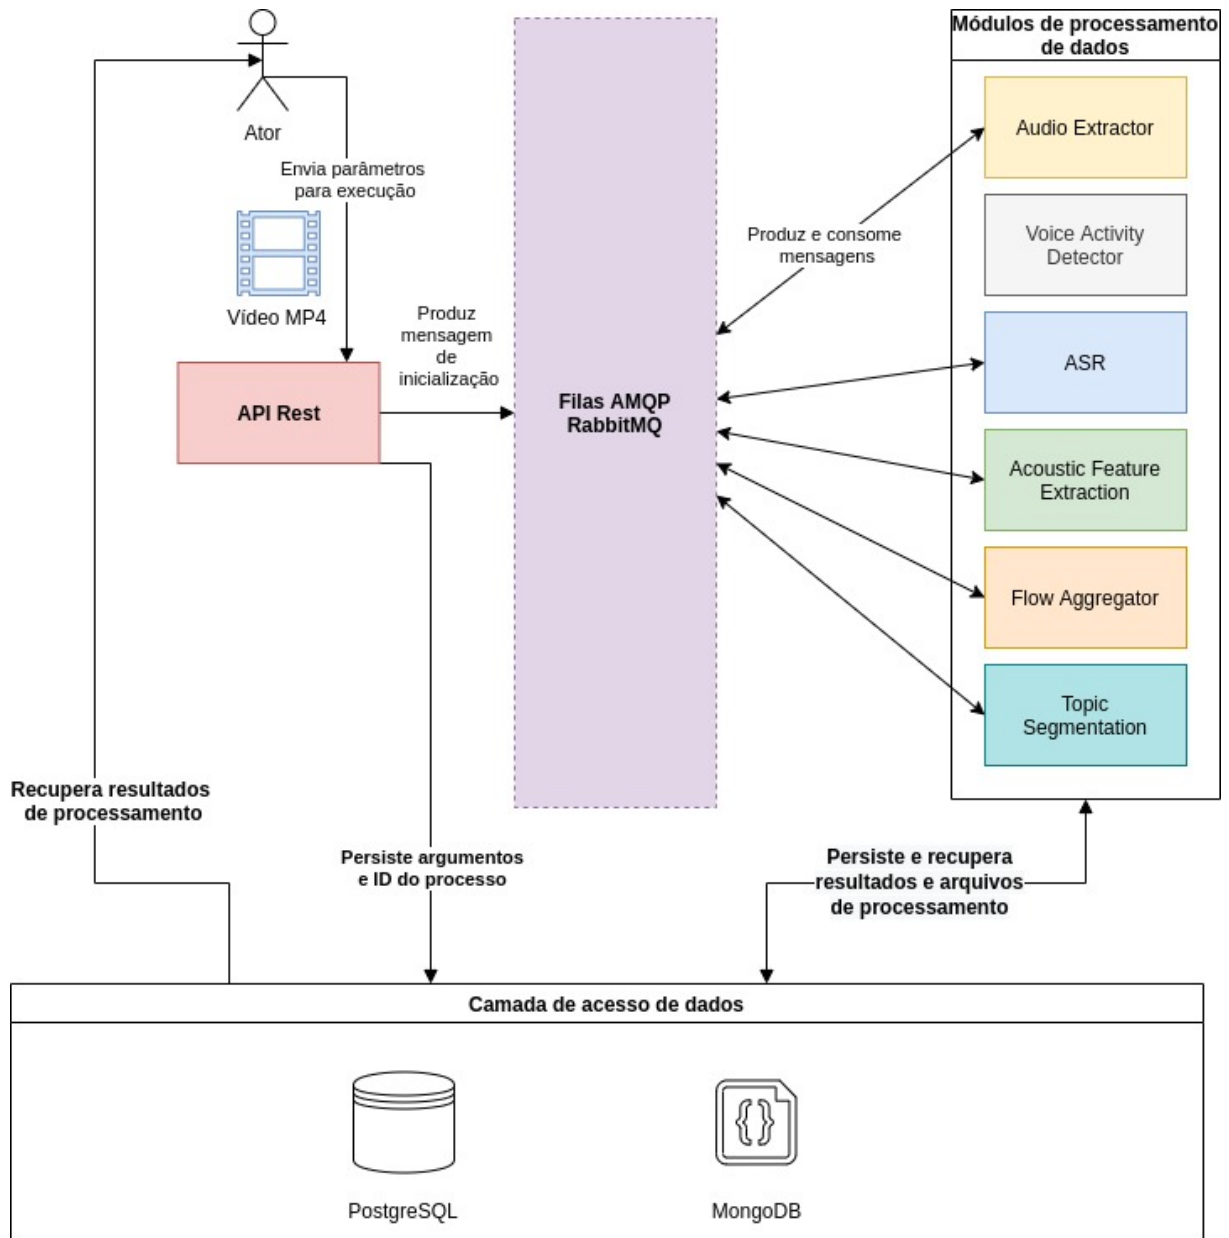 Módulos de processamento
de dados
Ator
Audio Extractor
Envia parâmetros
para execução
Voice Activity
Detector
Produz e consome
mensagens
Vídeo MP4
Produz
mensagem
de
inicialização
API Rest
Filas AMQP
RabbitMQ
ASR
Acoustic Feature
Extraction
Flow Aggregator
Topic
Segmentation
Recupera resultados
de processamento
Persiste argumentos
e ID do processo
Persiste e recupera
resultados e arquivos
de processamento
Camada de acesso de dados
PostgreSQL
{}
MongoDB